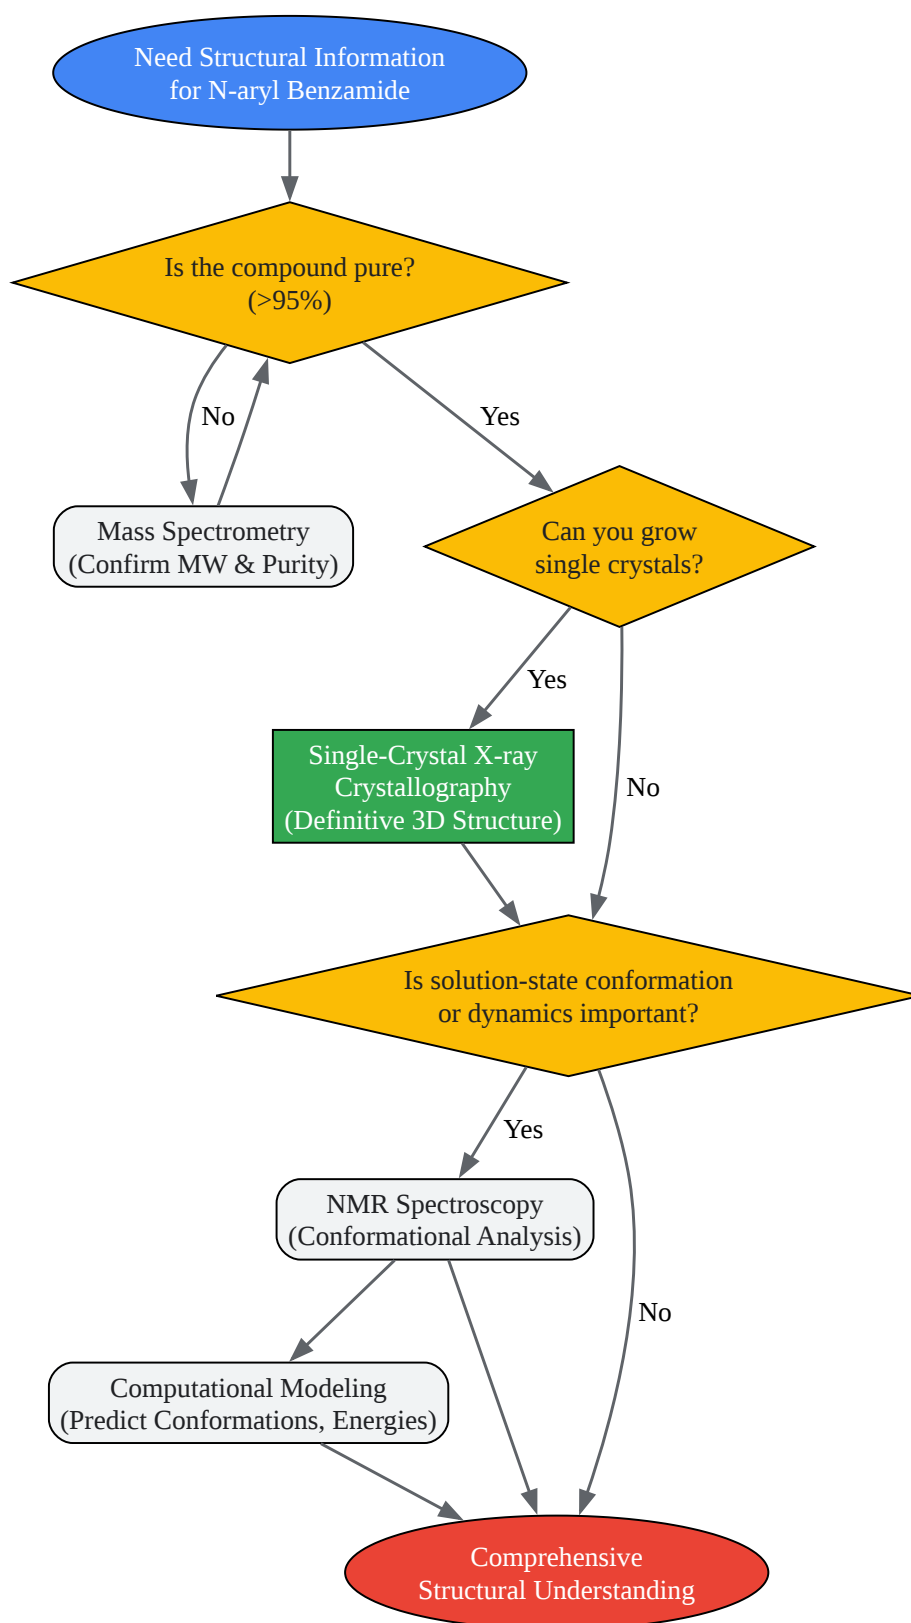 Need Structural Information
for N-aryl Benzamide
Is the compound pure?
(>95%)
No
Yes
Mass Spectrometry
(Confirm MW & Purity)
Can you grow
single crystals?
Yes
Single-Crystal X-ray
Crystallography
(Definitive 3D Structure)
No
Is solution-state conformation
or dynamics important?
Yes
NMR Spectroscopy
(Conformational Analysis)
No
Computational Modeling
(Predict Conformations, Energies)
Comprehensive
Structural Understanding